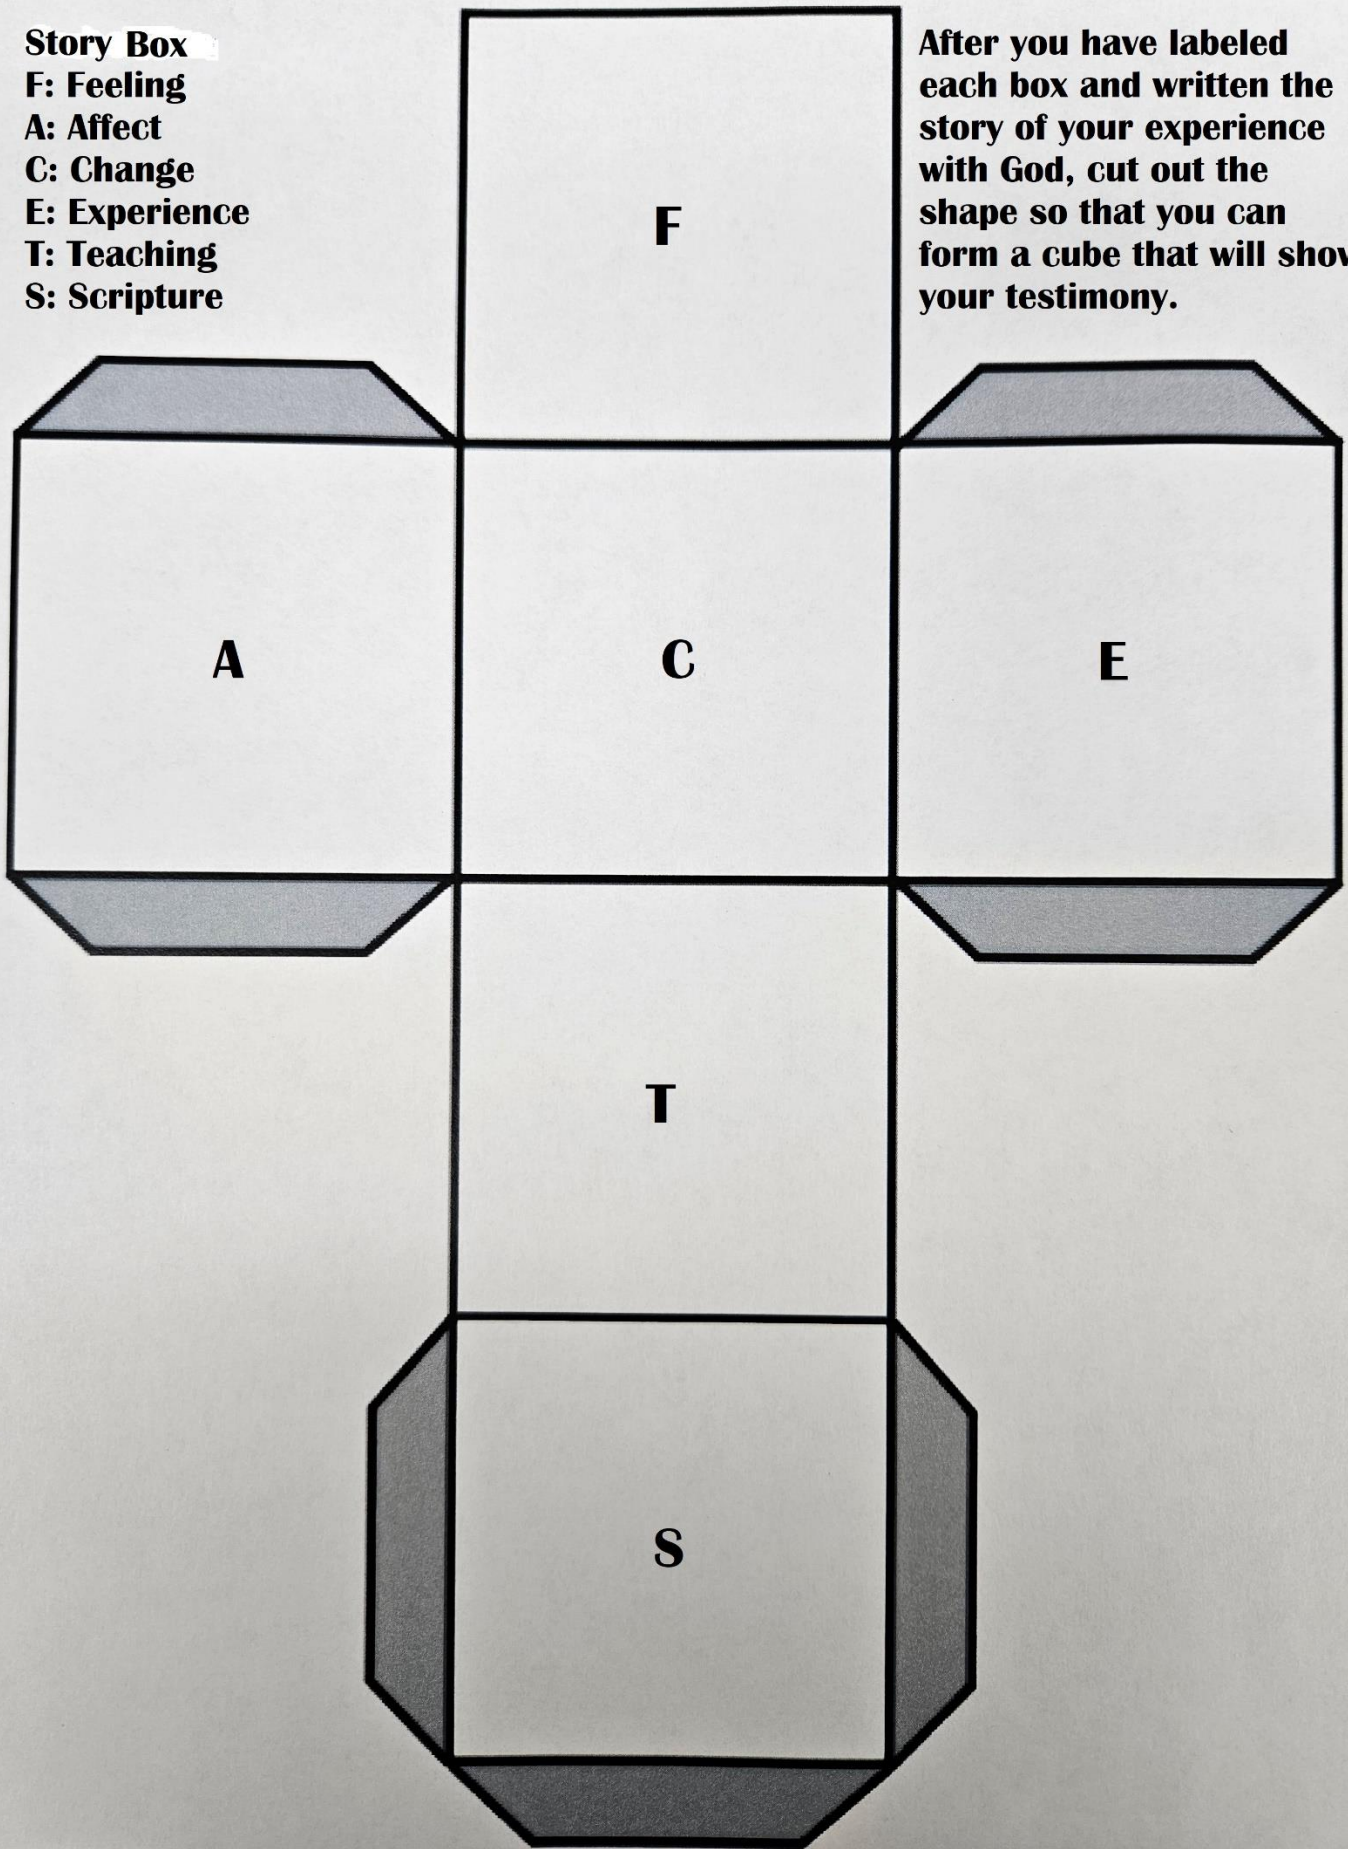 Story Box
F: Feeling
A: Affect
C: Change
E: Experience
T: Teaching
S: Scripture
After you have labeled
each box and written the
story of your experience
with God, cut out the
shape so that you can
form a cube that will show
your testimony.
F
A C E
T
S